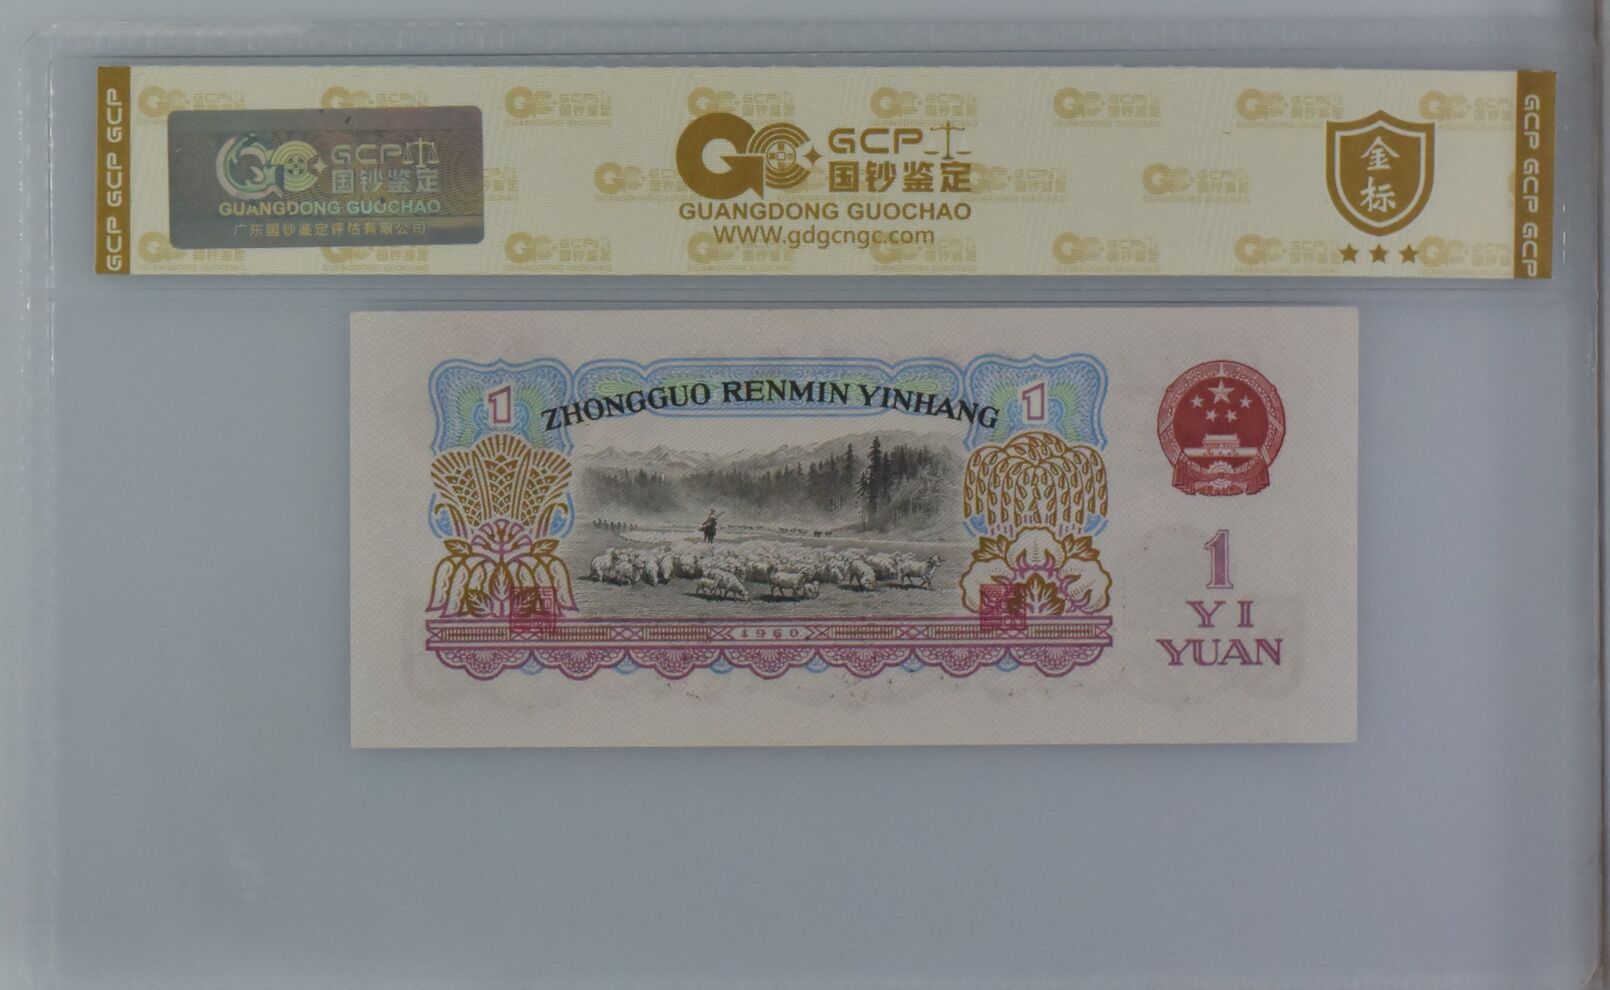 GCP GCP GCP
GCP
国钞鉴定
GUANGDONG GUOCHAO
广东国钞鉴定评估有限公司
GCP
国钞鉴定
GUANGDONG GUOCHAO
WWW.gdgcngc.com
金
标
GCP GCP GCP
1
ZHONGGUO RENMIN YINHANG
1
1960
1
YI
YUAN